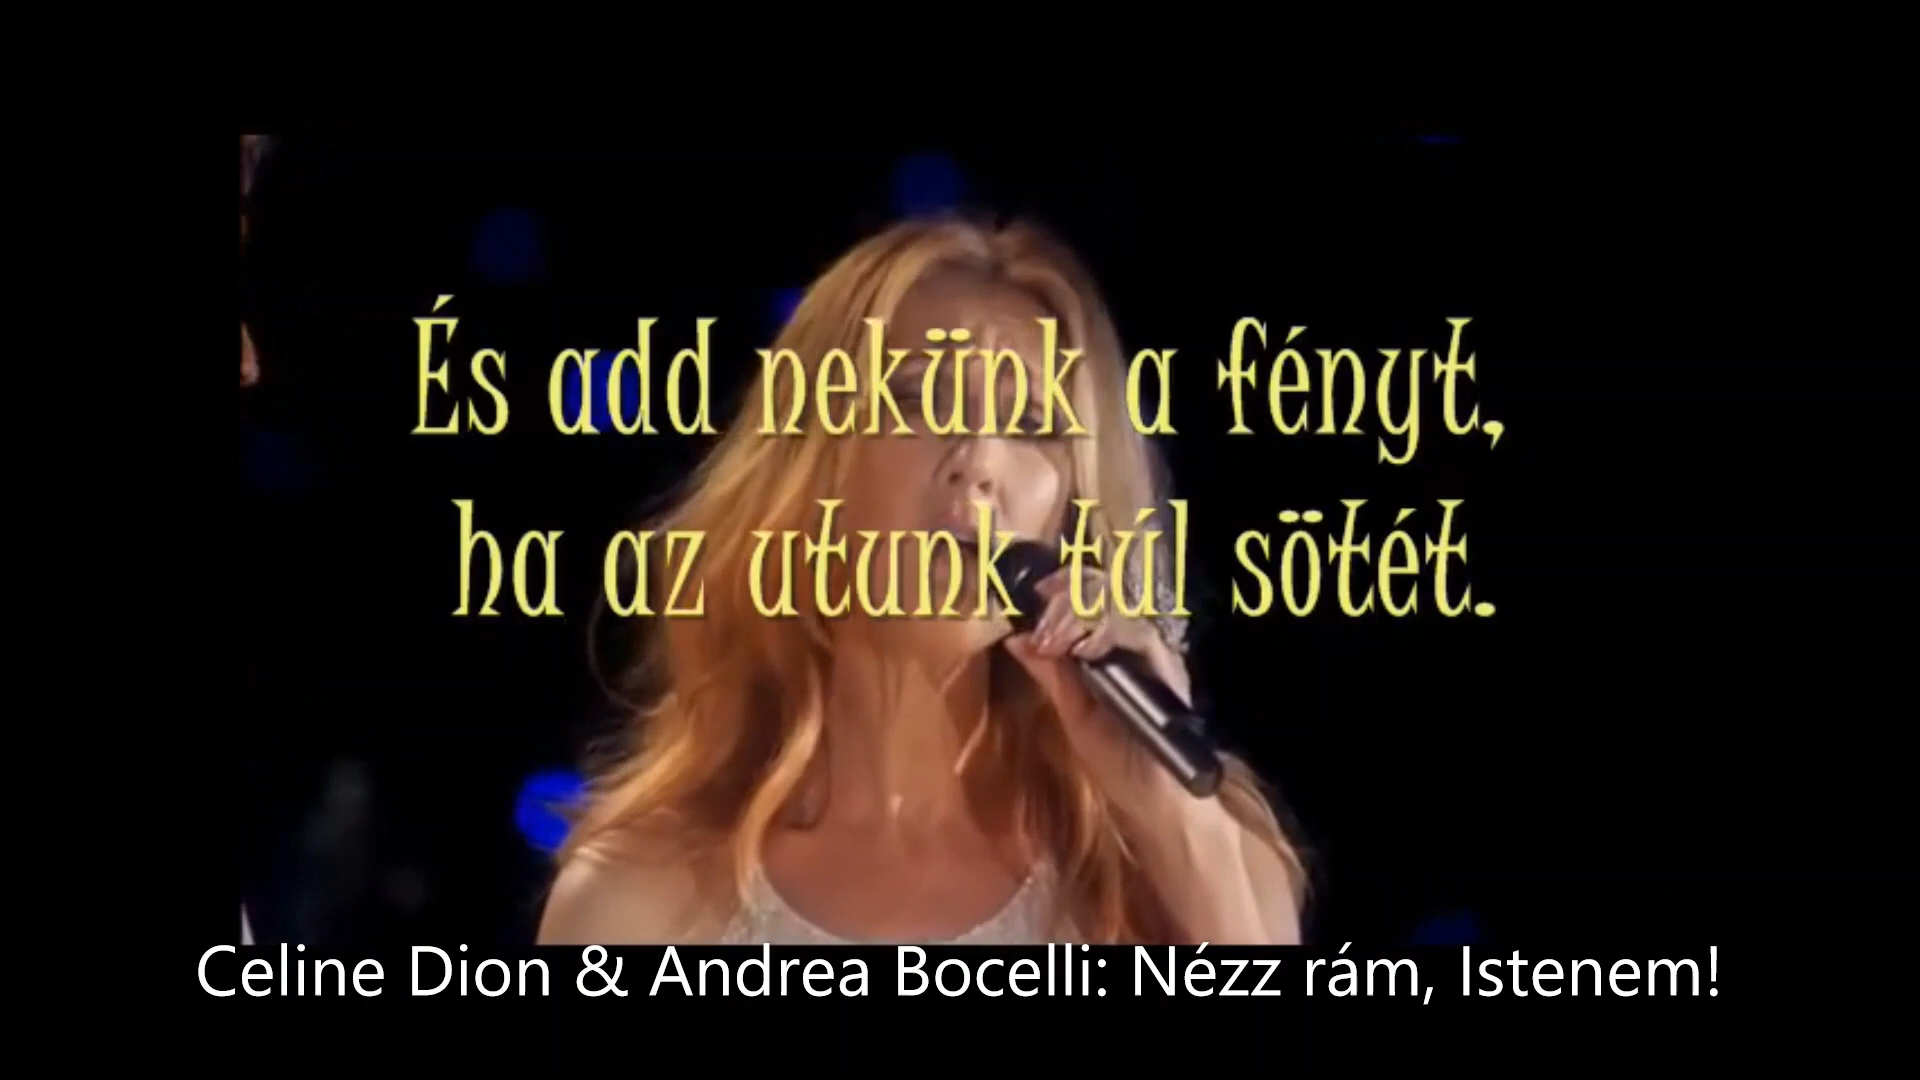 És add nekünk a fényt,
ha az utunk túl sötét.
Celine Dion & Andrea Bocelli: Nézz rám, Istenem!